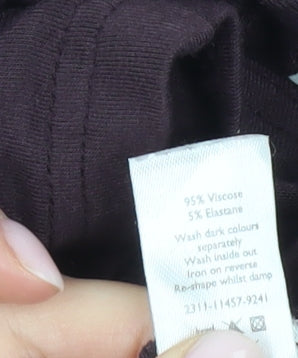 95% Viscose
5% Elastane
Wash dark colours
separately
Wash inside out
Iron on reverse
Re-shape whilst damp
2311-11457-9241